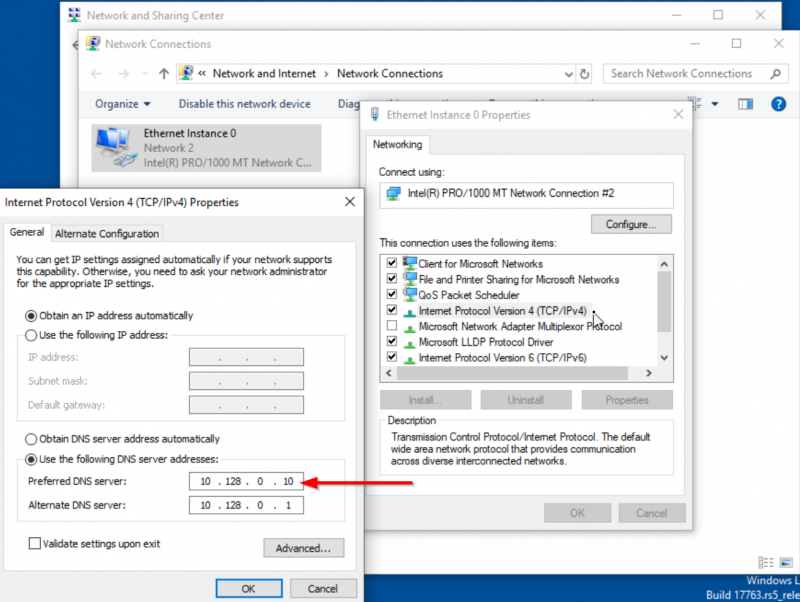 Network and Sharing Center
Network Connections
« Network and Internet › Network Connections
Search Network Connections
Organize
Disable this network device
Ethernet Instance 0
Network 2
Intel(R) PRO/1000 MT Network C...
Ethernet Instance 0 Properties
Networking
Connect using:
Intel(R) PRO/1000 MT Network Connection #2
Configure...
This connection uses the following items:
Client for Microsoft Networks
File and Printer Sharing for Microsoft Networks
QoS Packet Scheduler
Internet Protocol Version 4 (TCP/IPv4)
Microsoft Network Adapter Multiplexor Protocol
Microsoft LLDP Protocol Driver
Internet Protocol Version 6 (TCP/IPv6)
Install...
Uninstall
Properties
Description
Transmission Control Protocol/Internet Protocol. The default
wide area network protocol that provides communication
across diverse interconnected networks.
OK
Cancel
Internet Protocol Version 4 (TCP/IPv4) Properties
General
Alternate Configuration
You can get IP settings assigned automatically if your network supports
this capability. Otherwise, you need to ask your network administrator
for the appropriate IP settings.
Obtain an IP address automatically
Use the following IP address:
IP address:
. . .
Subnet mask:
. . .
Default gateway:
. . .
Obtain DNS server address automatically
Use the following DNS server addresses:
Preferred DNS server:
10 . 128 . 0 . 10
Alternate DNS server:
10 . 128 . 0 . 1
Validate settings upon exit
Advanced...
OK
Cancel
Windows
Build 17763.rs5_rele